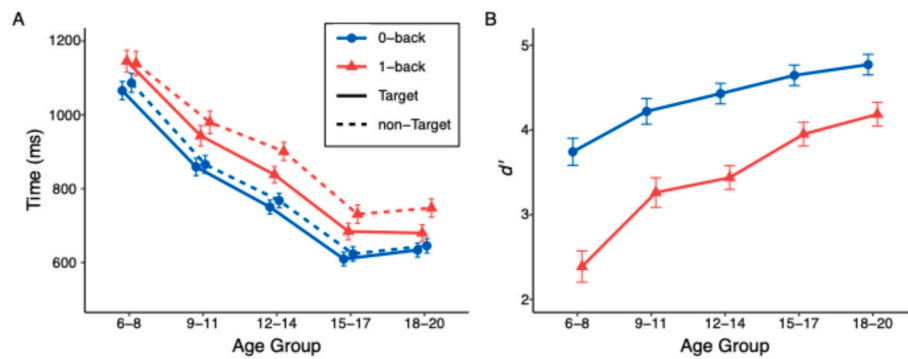 A
1200
1000
800
600
Time (ms)
6–8
9–11
12–14
15–17
18–20
Age Group
0–back
1–back
Target
non–Target
B
5
4
3
2
d′
6–8
9–11
12–14
15–17
18–20
Age Group